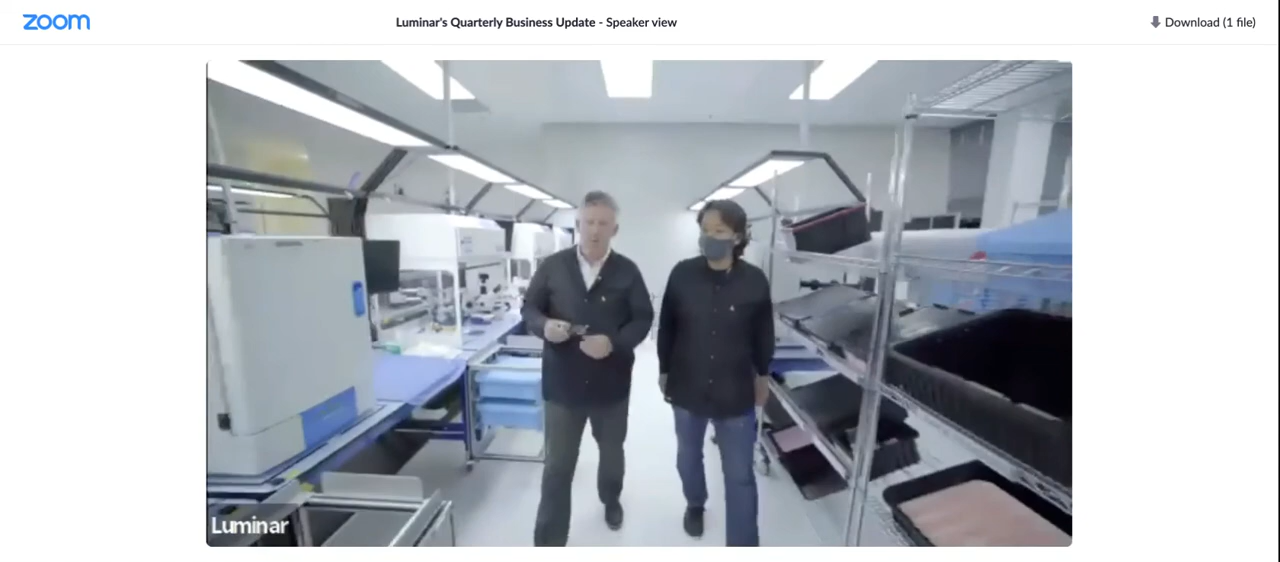 zoom
Luminar's Quarterly Business Update - Speaker view
Download (1 file)
Luminar